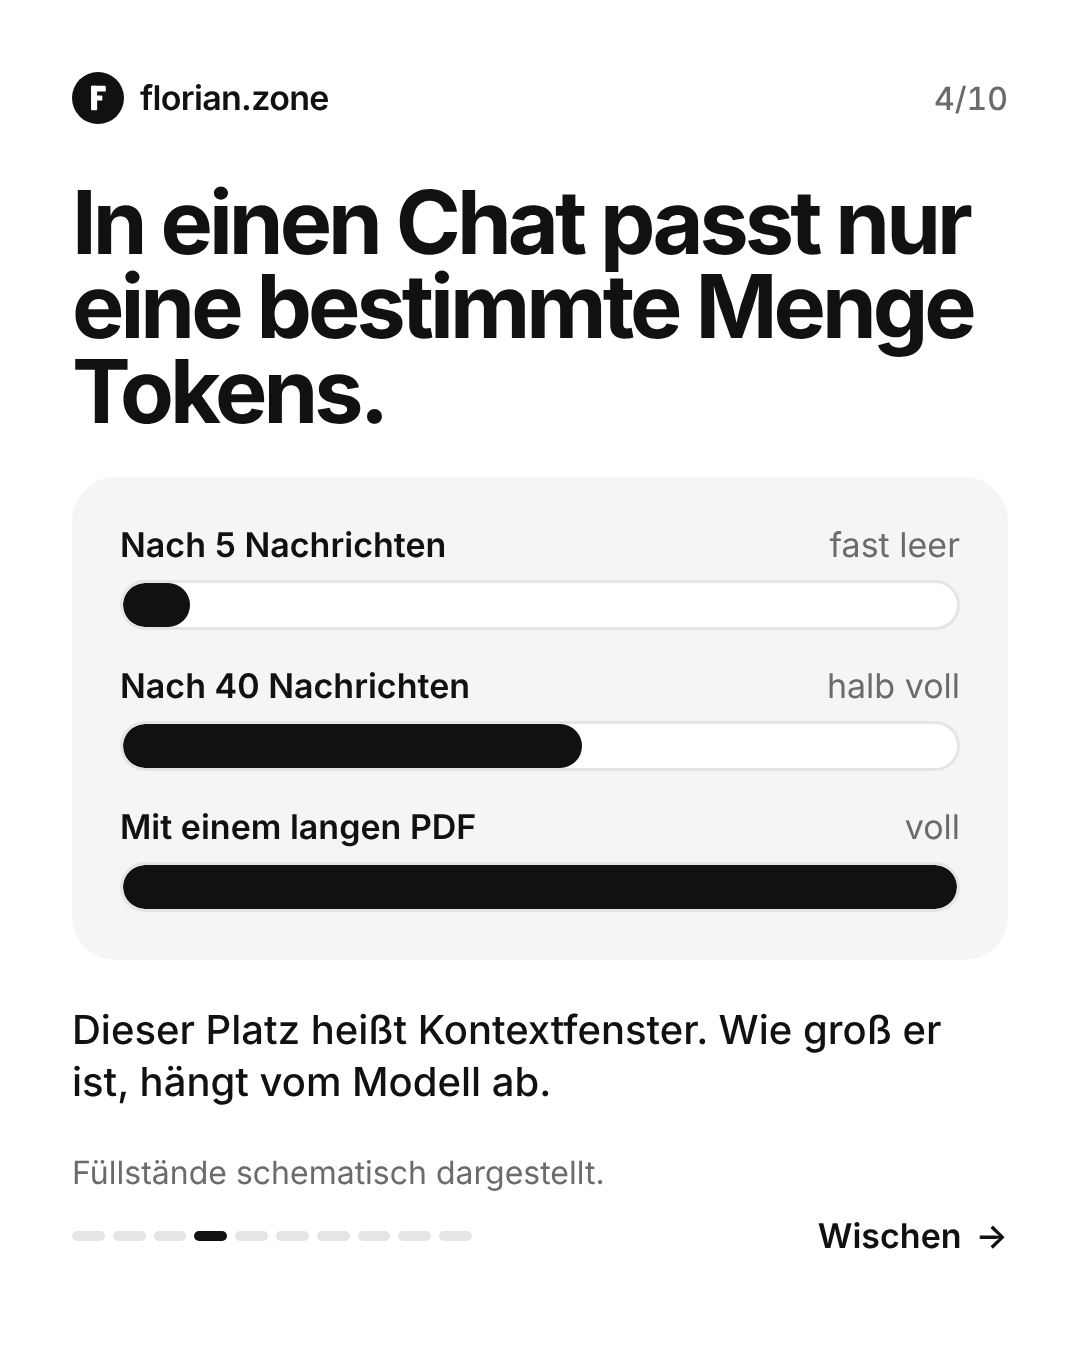 F florian.zone
4/10
In einen Chat passt nur
eine bestimmte Menge
Tokens.
Nach 5 Nachrichten
fast leer
Nach 40 Nachrichten
halb voll
Mit einem langen PDF
voll
Dieser Platz heißt Kontextfenster. Wie groß er
ist, hängt vom Modell ab.
Füllstände schematisch dargestellt.
Wischen →